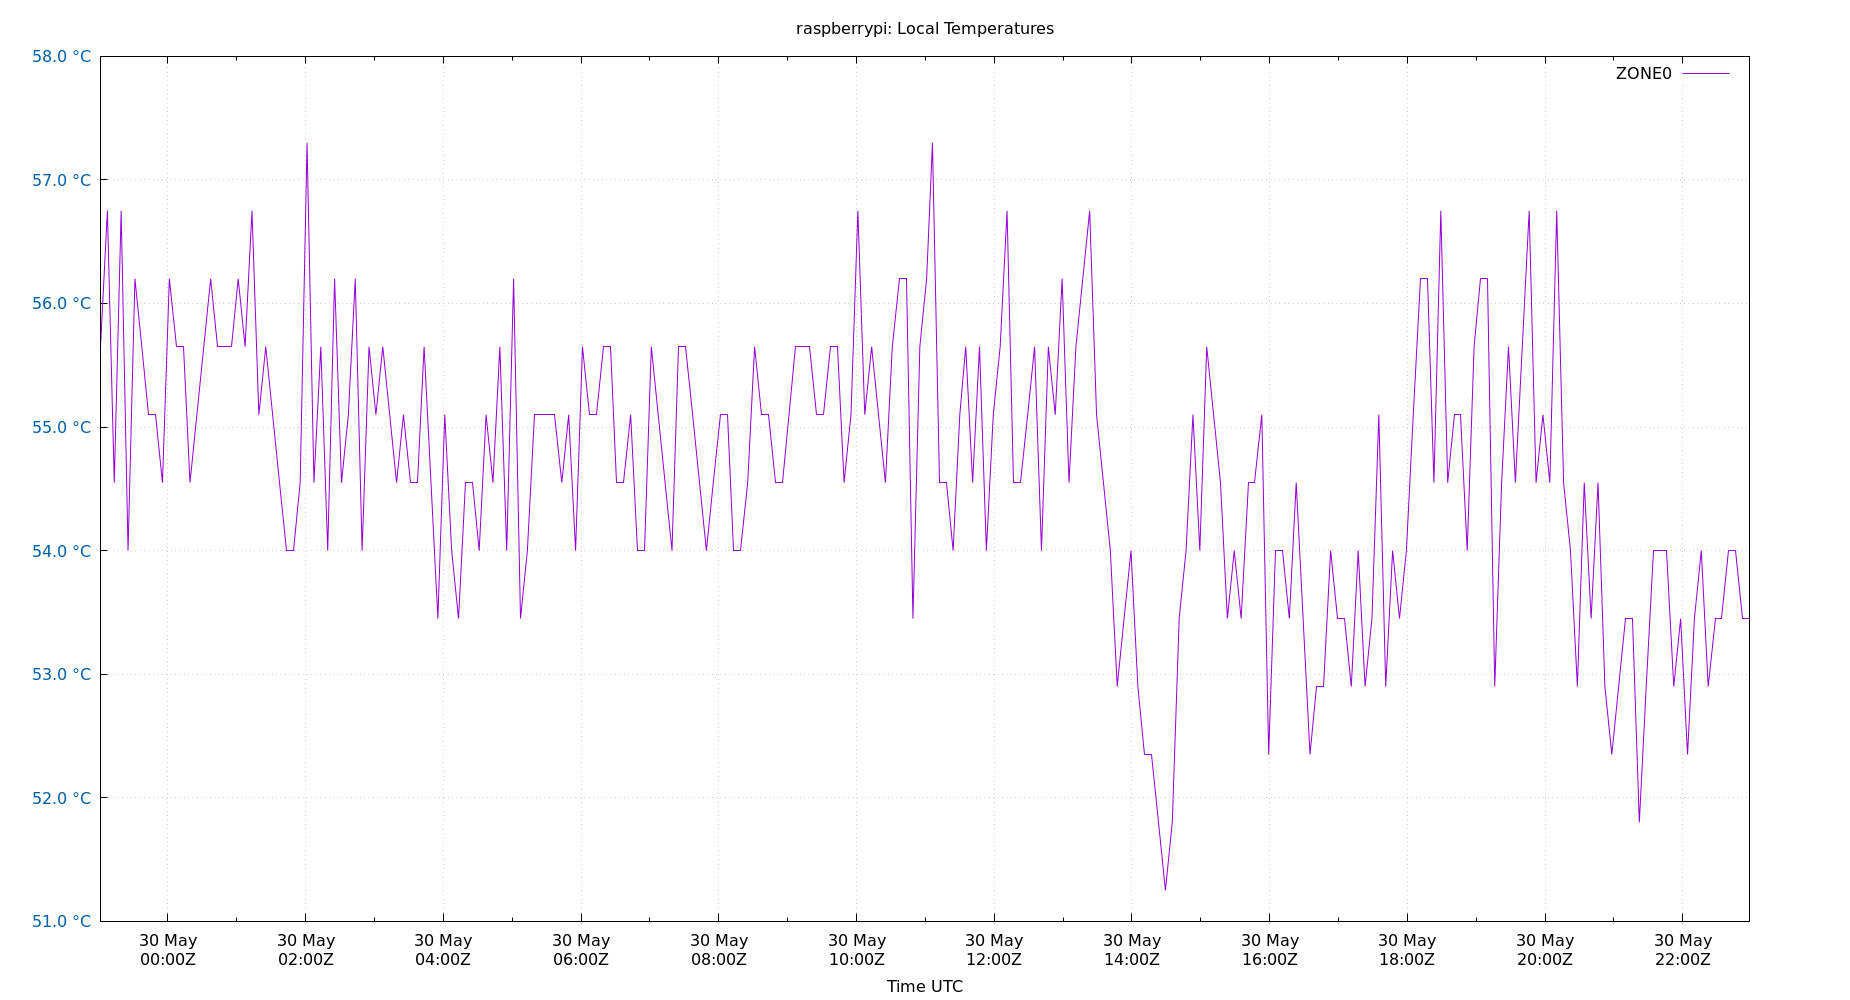 raspberrypi: Local Temperatures
58.0 °C
ZONE0
57.0 °C
56.0 °C
55.0 °C
54.0 °C
53.0 °C
52.0 °C
51.0 °C
30 May 30 May 30 May 30 May 30 May 30 May 30 May 30 May 30 May 30 May 30 May 30 May
00:00Z 02:00Z 04:00Z 06:00Z 08:00Z 10:00Z 12:00Z 14:00Z 16:00Z 18:00Z 20:00Z 22:00Z
Time UTC